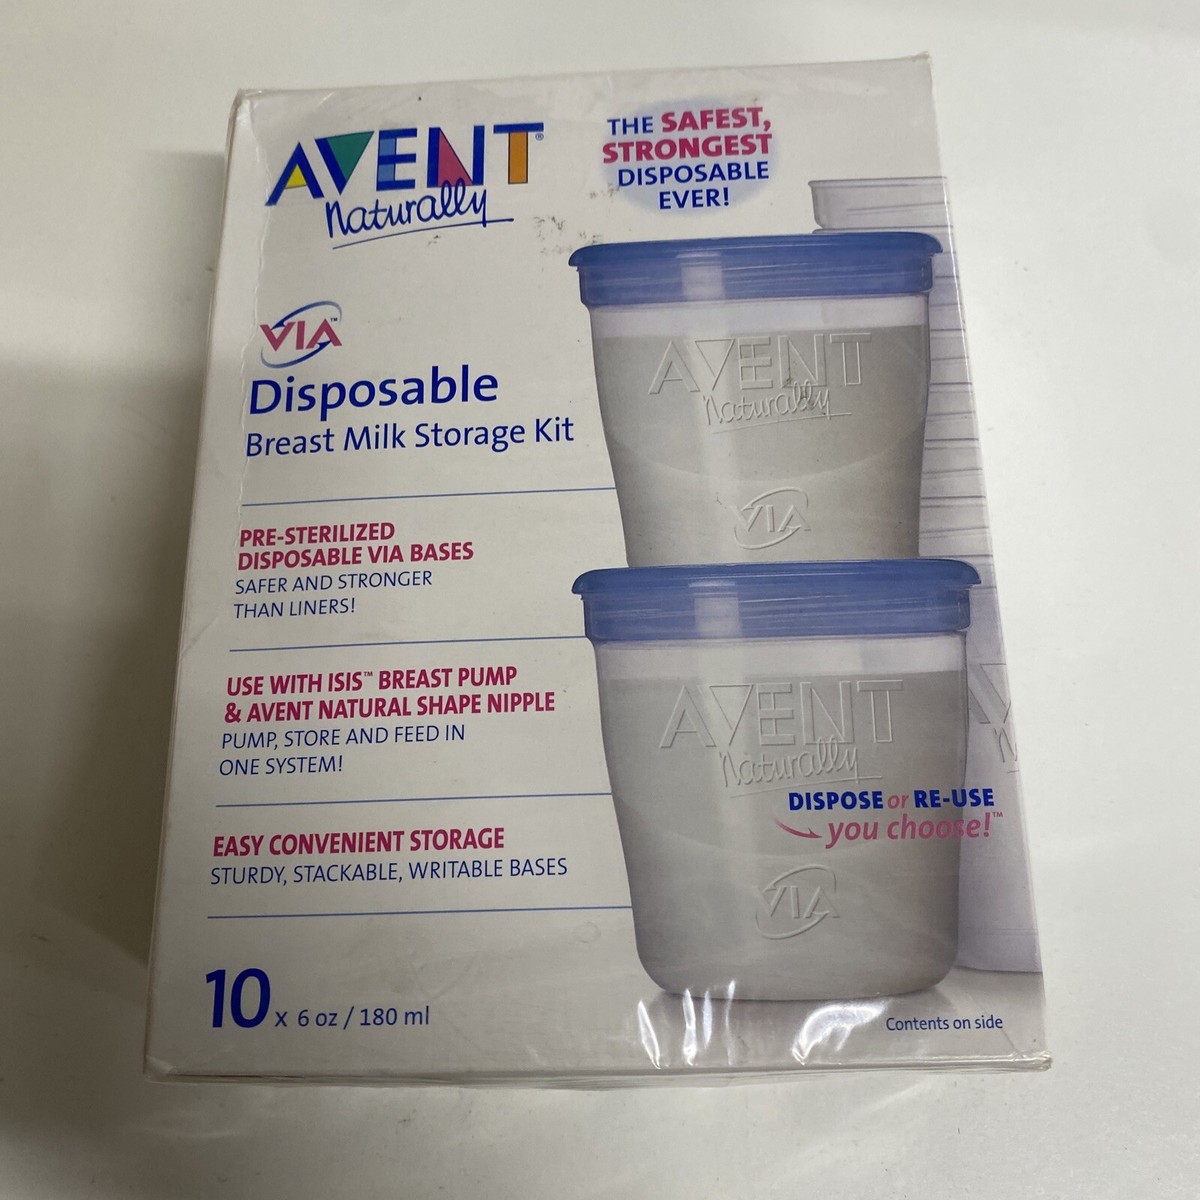 AVENT®
Naturally
THE SAFEST,
STRONGEST
DISPOSABLE
EVER!
VIA™
Disposable
Breast Milk Storage Kit
PRE-STERILIZED
DISPOSABLE VIA BASES
SAFER AND STRONGER
THAN LINERS!
USE WITH ISIS™ BREAST PUMP
& AVENT NATURAL SHAPE NIPPLE
PUMP, STORE AND FEED IN
ONE SYSTEM!
EASY CONVENIENT STORAGE
STURDY, STACKABLE, WRITABLE BASES
10 x 6 oz / 180 ml
AVENT
Naturally
VIA
AVENT
Naturally
DISPOSE or RE-USE
you choose!™
VIA
Contents on side